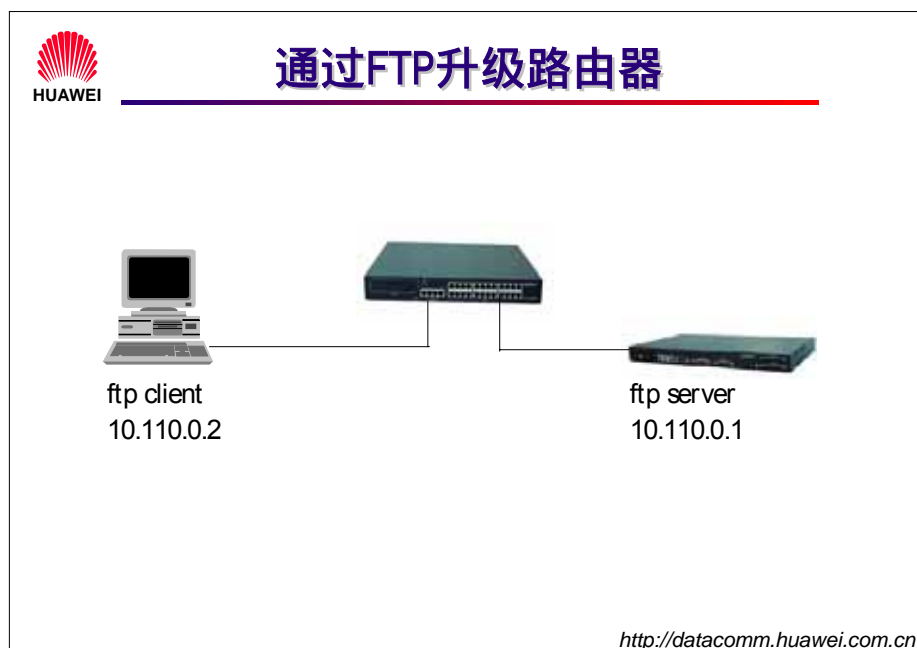 通过FTP升级路由器
HUAWEI
ftp client
10.110.0.2
ftp server
10.110.0.1
http://datacomm.huawei.com.cn